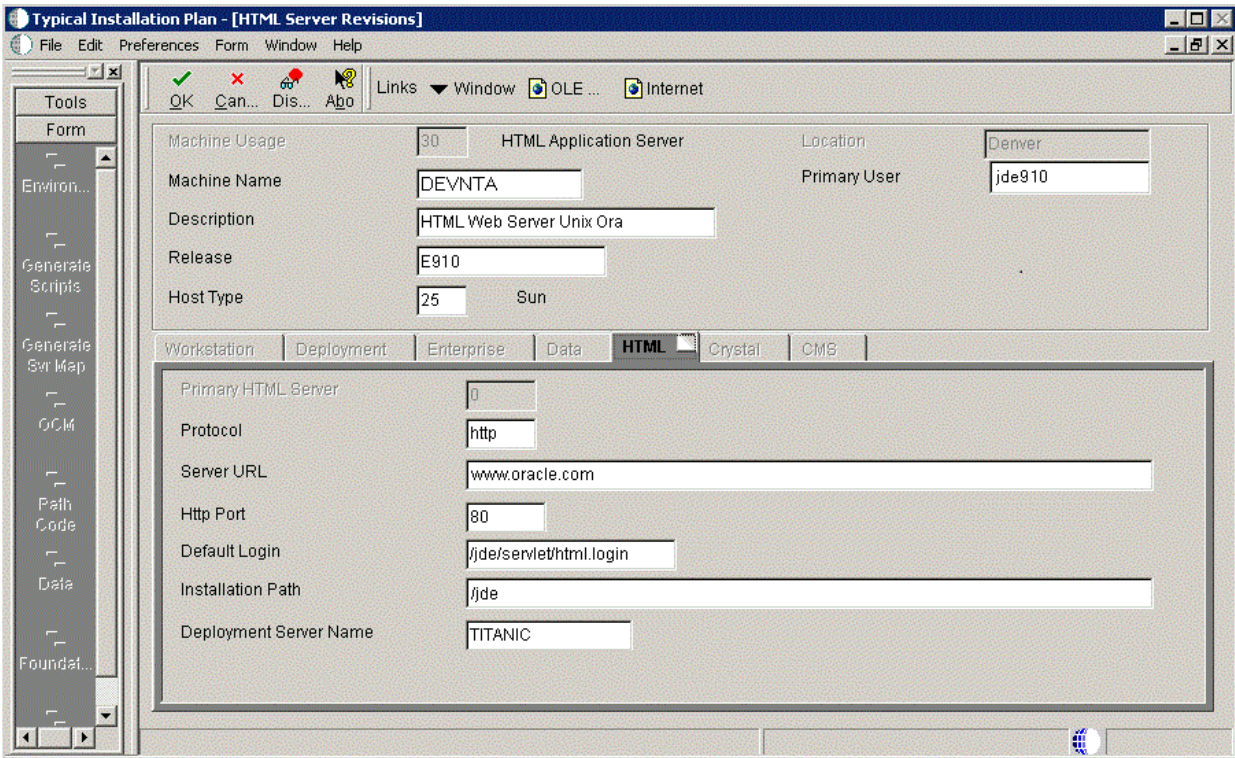 Typical Installation Plan - [HTML Server Revisions]
File Edit Preferences Form Window Help
Tools
Form
Environ...
Generate
Scripts
Generate
Svr Map
OCM
Path
Code
Data
Foundat...
OK Can... Dis... Abo Links Window OLE ... Internet
Machine Usage 30 HTML Application Server Location Denver
Machine Name DEVNTA Primary User jde910
Description HTML Web Server Unix Ora
Release E910
Host Type 25 Sun
Workstation Deployment Enterprise Data HTML Crystal CMS
Primary HTML Server 0
Protocol http
Server URL www.oracle.com
Http Port 80
Default Login /jde/servlet/html.login
Installation Path /jde
Deployment Server Name TITANIC